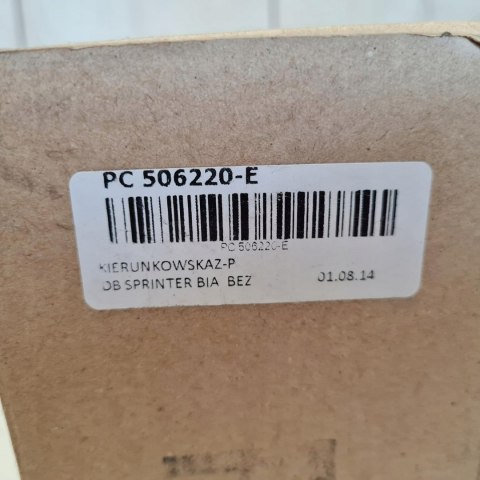 PC 506220-E
PC 506220-E
KIERUNKOWSKAZ-P
DB SPRINTER BIA BEZ 01.08.14